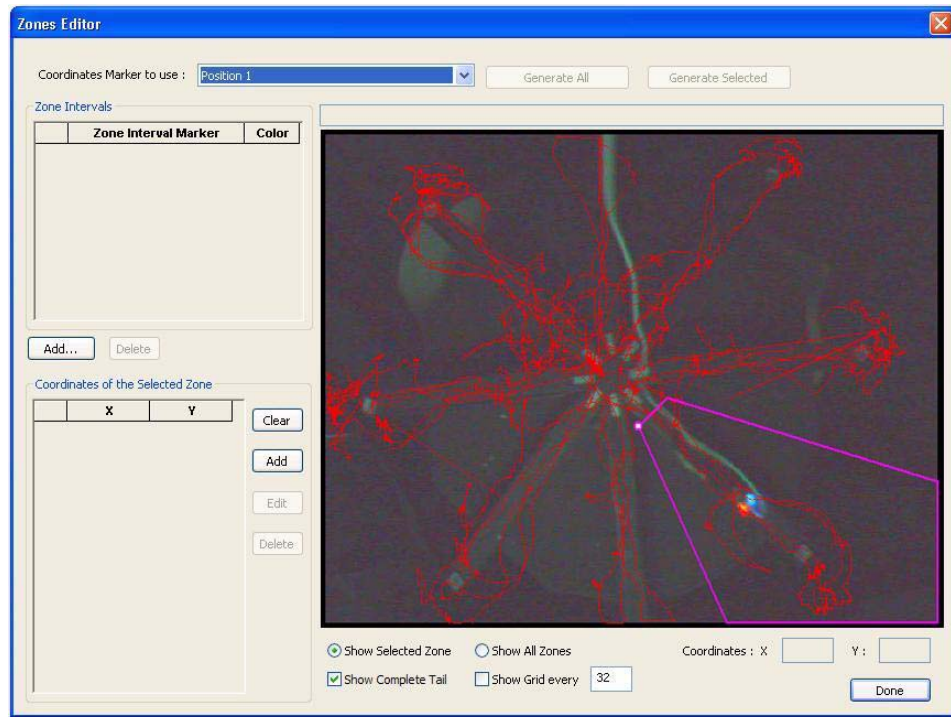 Zones Editor
Coordinates Marker to use : Position 1 Generate All Generate Selected
Zone Intervals
Zone Interval Marker Color
Add... Delete
Coordinates of the Selected Zone
X Y
Clear
Add
Edit
Delete
Show Selected Zone Show All Zones Coordinates : X Y :
Show Complete Tail Show Grid every 32
Done